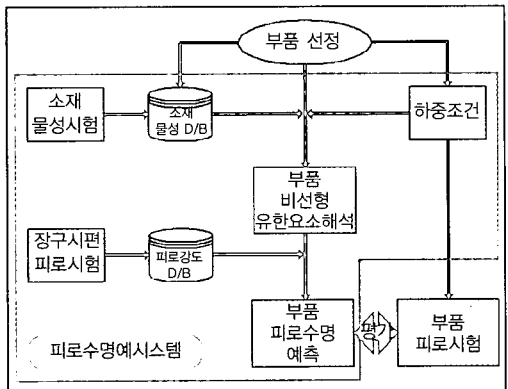 부품 선정
소재
물성시험
소재
물성 D/B
하중조건
부품
비선형
유한요소해석
장구시편
피로시험
피로강도
D/B
부품
피로수명
예측
평가
부품
피로시험
피로수명예시스템